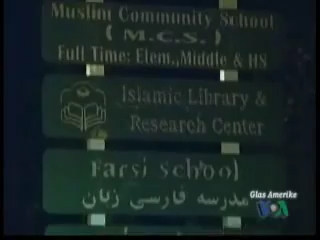 Muslim Community School
( M.C.S. )
Full Time: Elem.,Middle & HS
Islamic Library &
Research Center
Farsi School
مدرسه فارسی زبان
Glas Amerike
VOA